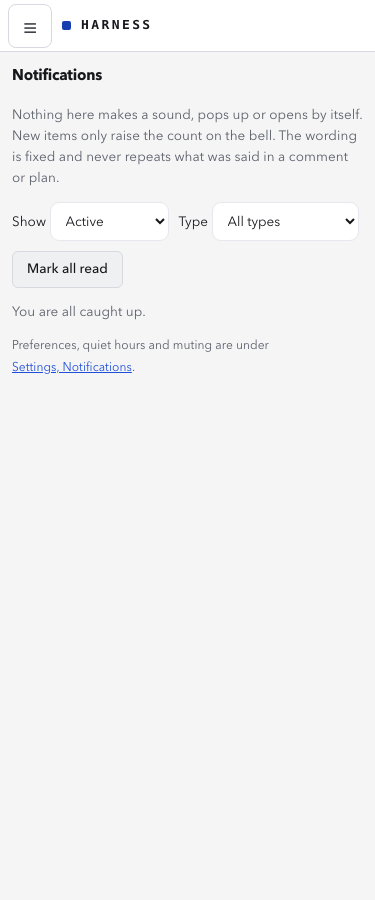 HARNESS
Notifications
Nothing here makes a sound, pops up or opens by itself.
New items only raise the count on the bell. The wording
is fixed and never repeats what was said in a comment
or plan.
Show Active Type All types
Mark all read
You are all caught up.
Preferences, quiet hours and muting are under
Settings, Notifications.